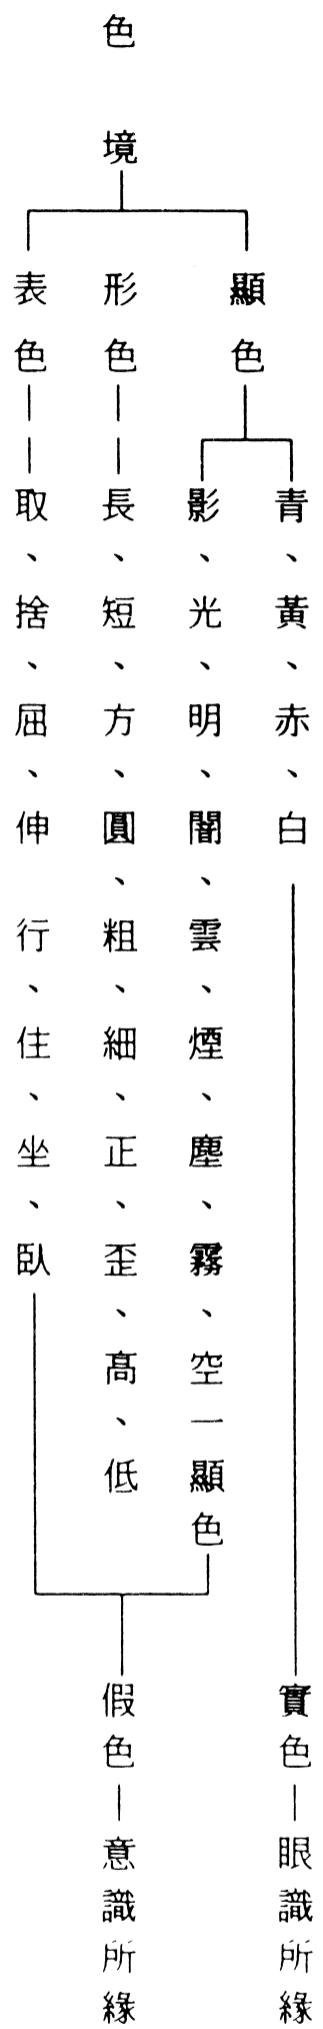 色境
顯色
青、黃、赤、白
實色
眼識所緣
影、光、明、闇、雲、煙、塵、霧、空一顯色
形色
長、短、方、圓、粗、細、正、歪、高、低
表色
取、捨、屈、伸 行、住、坐、臥
假色
意識所緣